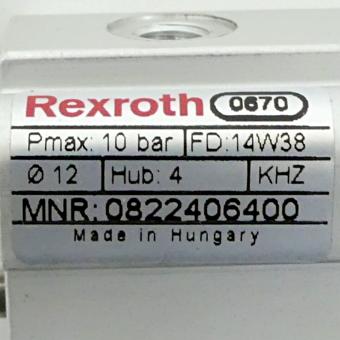 Rexroth 0670
Pmax: 10 bar FD:14W38
Ø 12 Hub: 4 KHZ
MNR: 0822406400
Made in Hungary